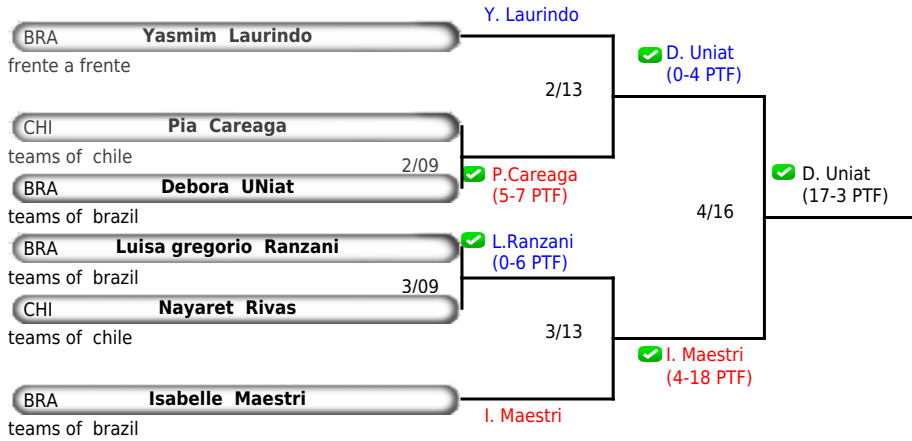 Y. Laurindo
BRA Yasmim Laurindo
frente a frente
D. Uniat
(0-4 PTF)
2/13
CHI Pia Careaga
teams of chile
2/09
P.Careaga
(5-7 PTF)
BRA Debora UNiat
teams of brazil
D. Uniat
(17-3 PTF)
4/16
BRA Luisa gregorio Ranzani
teams of brazil
L.Ranzani
(0-6 PTF)
3/09
CHI Nayaret Rivas
teams of chile
3/13
I. Maestri
(4-18 PTF)
BRA Isabelle Maestri
teams of brazil
I. Maestri